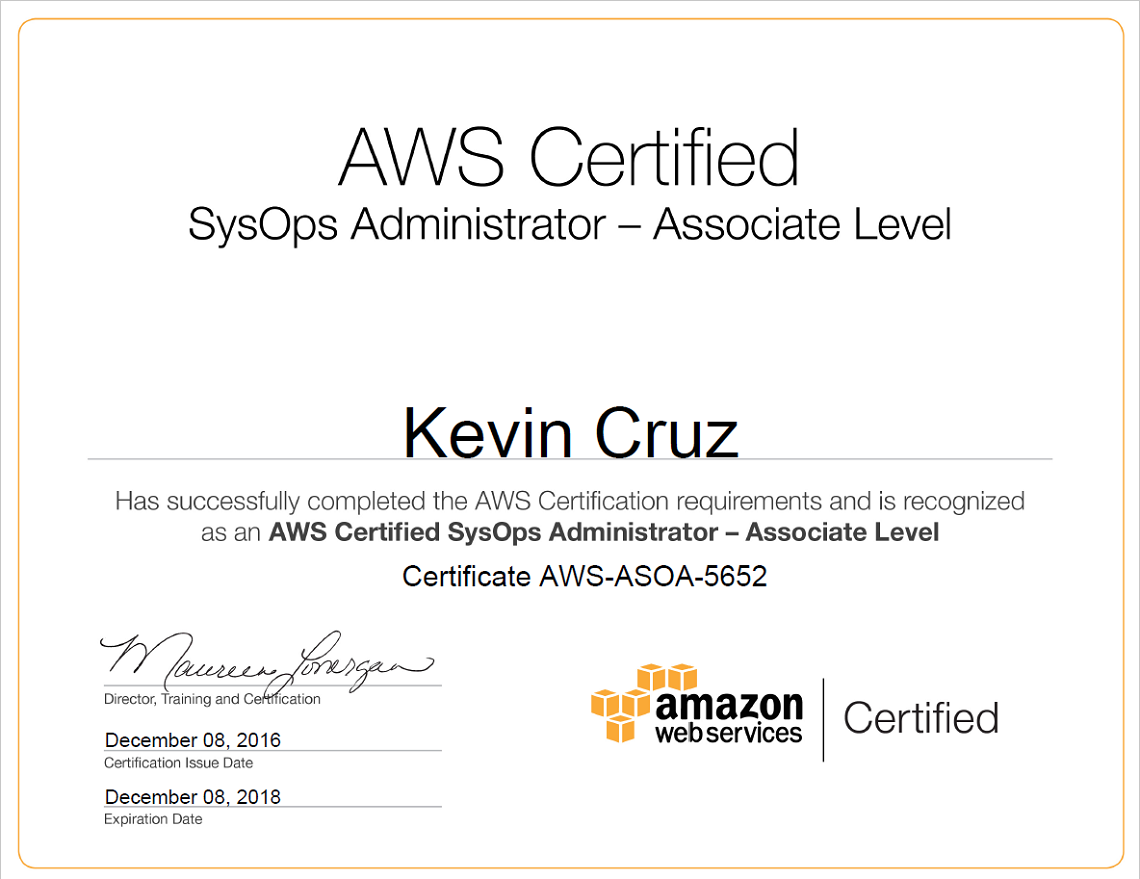 AWS Certified
SysOps Administrator – Associate Level
Kevin Cruz
Has successfully completed the AWS Certification requirements and is recognized
as an AWS Certified SysOps Administrator – Associate Level
Certificate AWS-ASOA-5652
Maureen Lonergan
Director, Training and Certification
December 08, 2016
Certification Issue Date
December 08, 2018
Expiration Date
amazon
web services
Certified